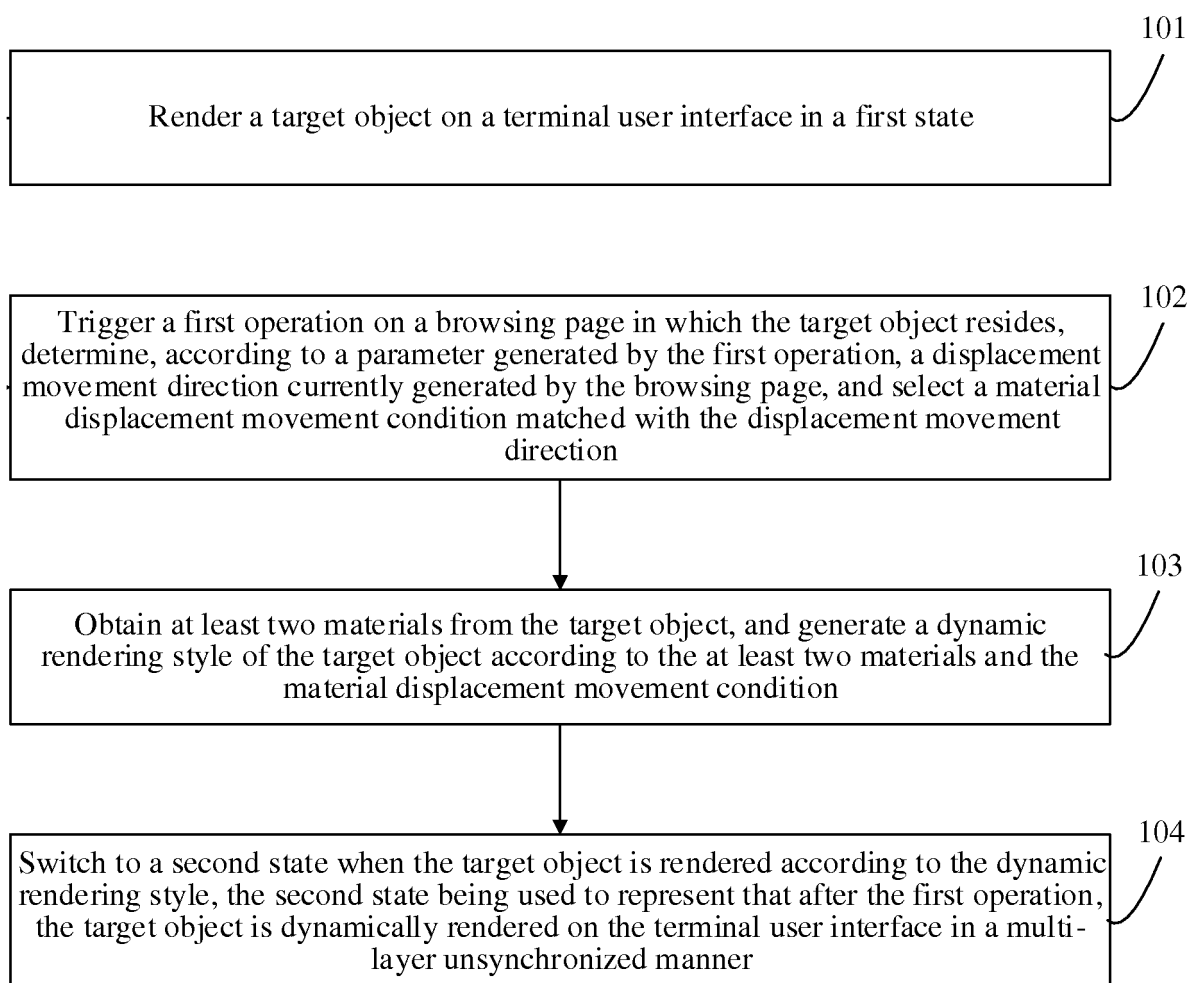 101
Render a target object on a terminal user interface in a first state
102
Trigger a first operation on a browsing page in which the target object resides,
determine, according to a parameter generated by the first operation, a displacement
movement direction currently generated by the browsing page, and select a material
displacement movement condition matched with the displacement movement
direction
103
Obtain at least two materials from the target object, and generate a dynamic
rendering style of the target object according to the at least two materials and the
material displacement movement condition
104
Switch to a second state when the target object is rendered according to the dynamic
rendering style, the second state being used to represent that after the first operation,
the target object is dynamically rendered on the terminal user interface in a multi-
layer unsynchronized manner